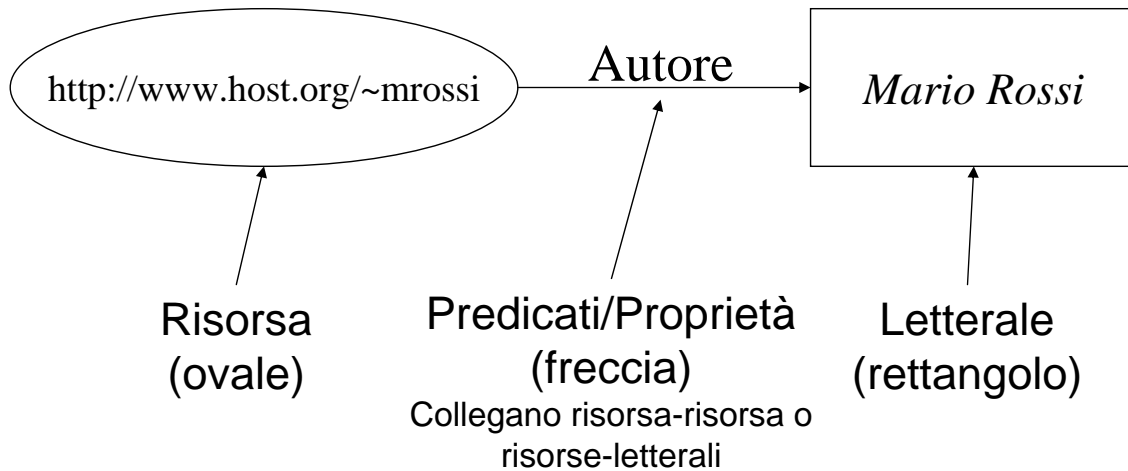 http://www.host.org/~mrossi
Autore
Mario Rossi
Risorsa
(ovale)
Predicati/Proprietà
(freccia)
Collegano risorsa-risorsa o
risorse-letterali
Letterale
(rettangolo)